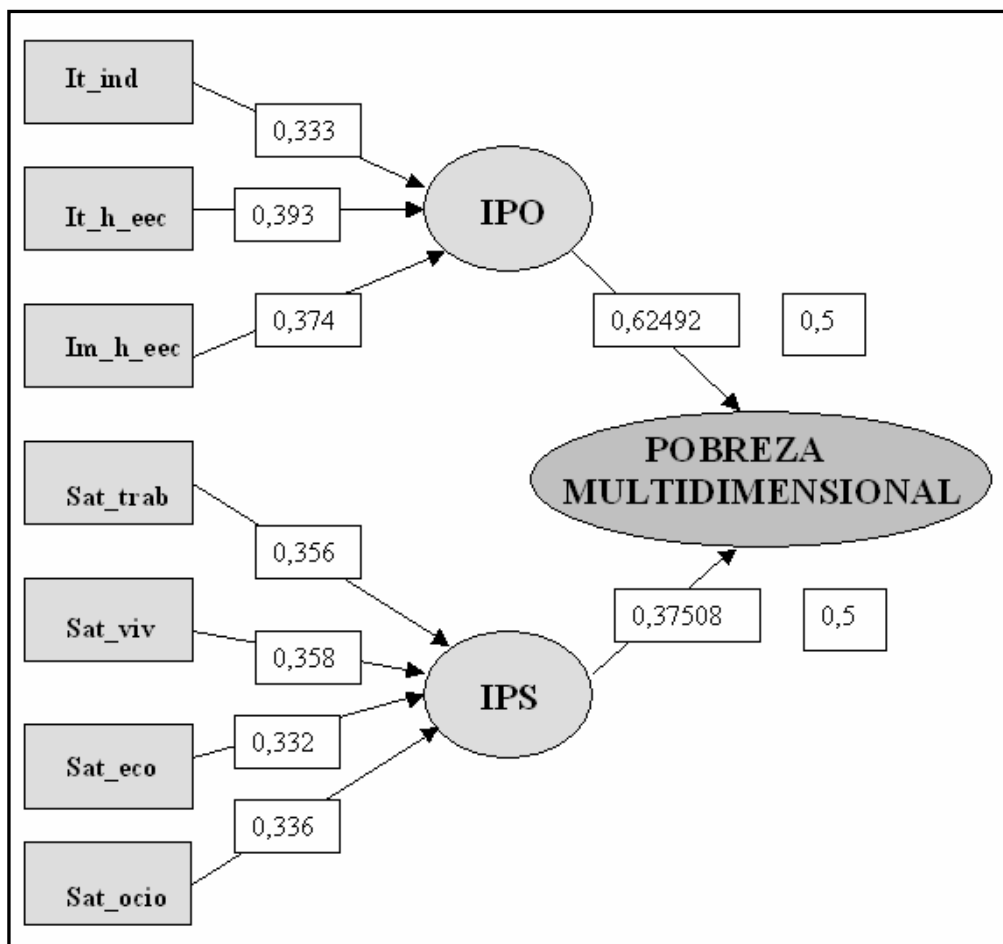 It_ind
0,333
It_h_eec
0,393
IPO
Im_h_eec
0,374
0,62492
0,5
POBREZA
MULTIDIMENSIONAL
Sat_trab
0,356
Sat_viv
0,358
0,37508
0,5
IPS
Sat_eco
0,332
Sat_ocio
0,336